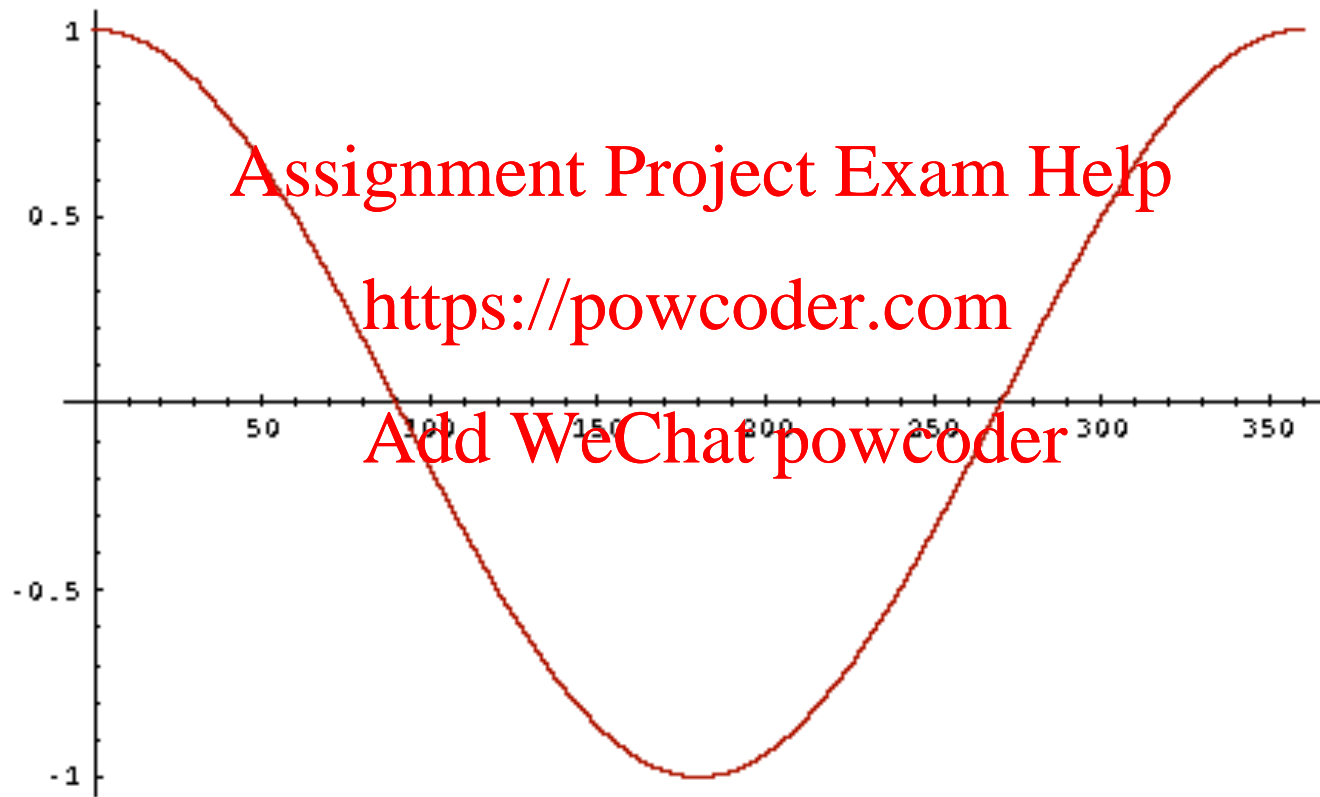 1
Assignment Project Exam Help
0.5
https://powcoder.com
50 100 150 200 250 300 350
Add WeChat powcoder
-0.5
-1